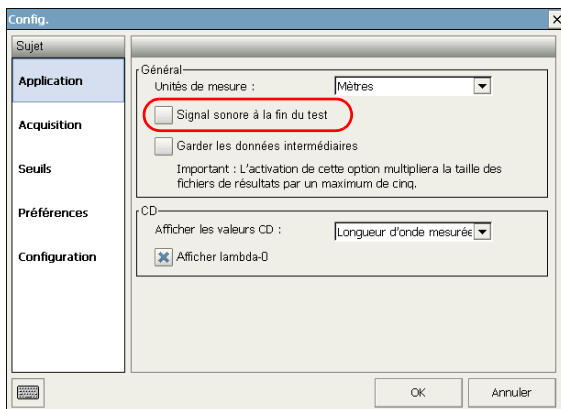 Config.
Sujet
Application
Acquisition
Seuils
Préférences
Configuration
Général
Unités de mesure :
Mètres
Signal sonore à la fin du test
Garder les données intermédiaires
Important : L'activation de cette option multipliera la taille des
fichiers de résultats par un maximum de cinq.
CD
Afficher les valeurs CD :
Longueur d'onde mesurée
Afficher lambda-0
OK
Annuler